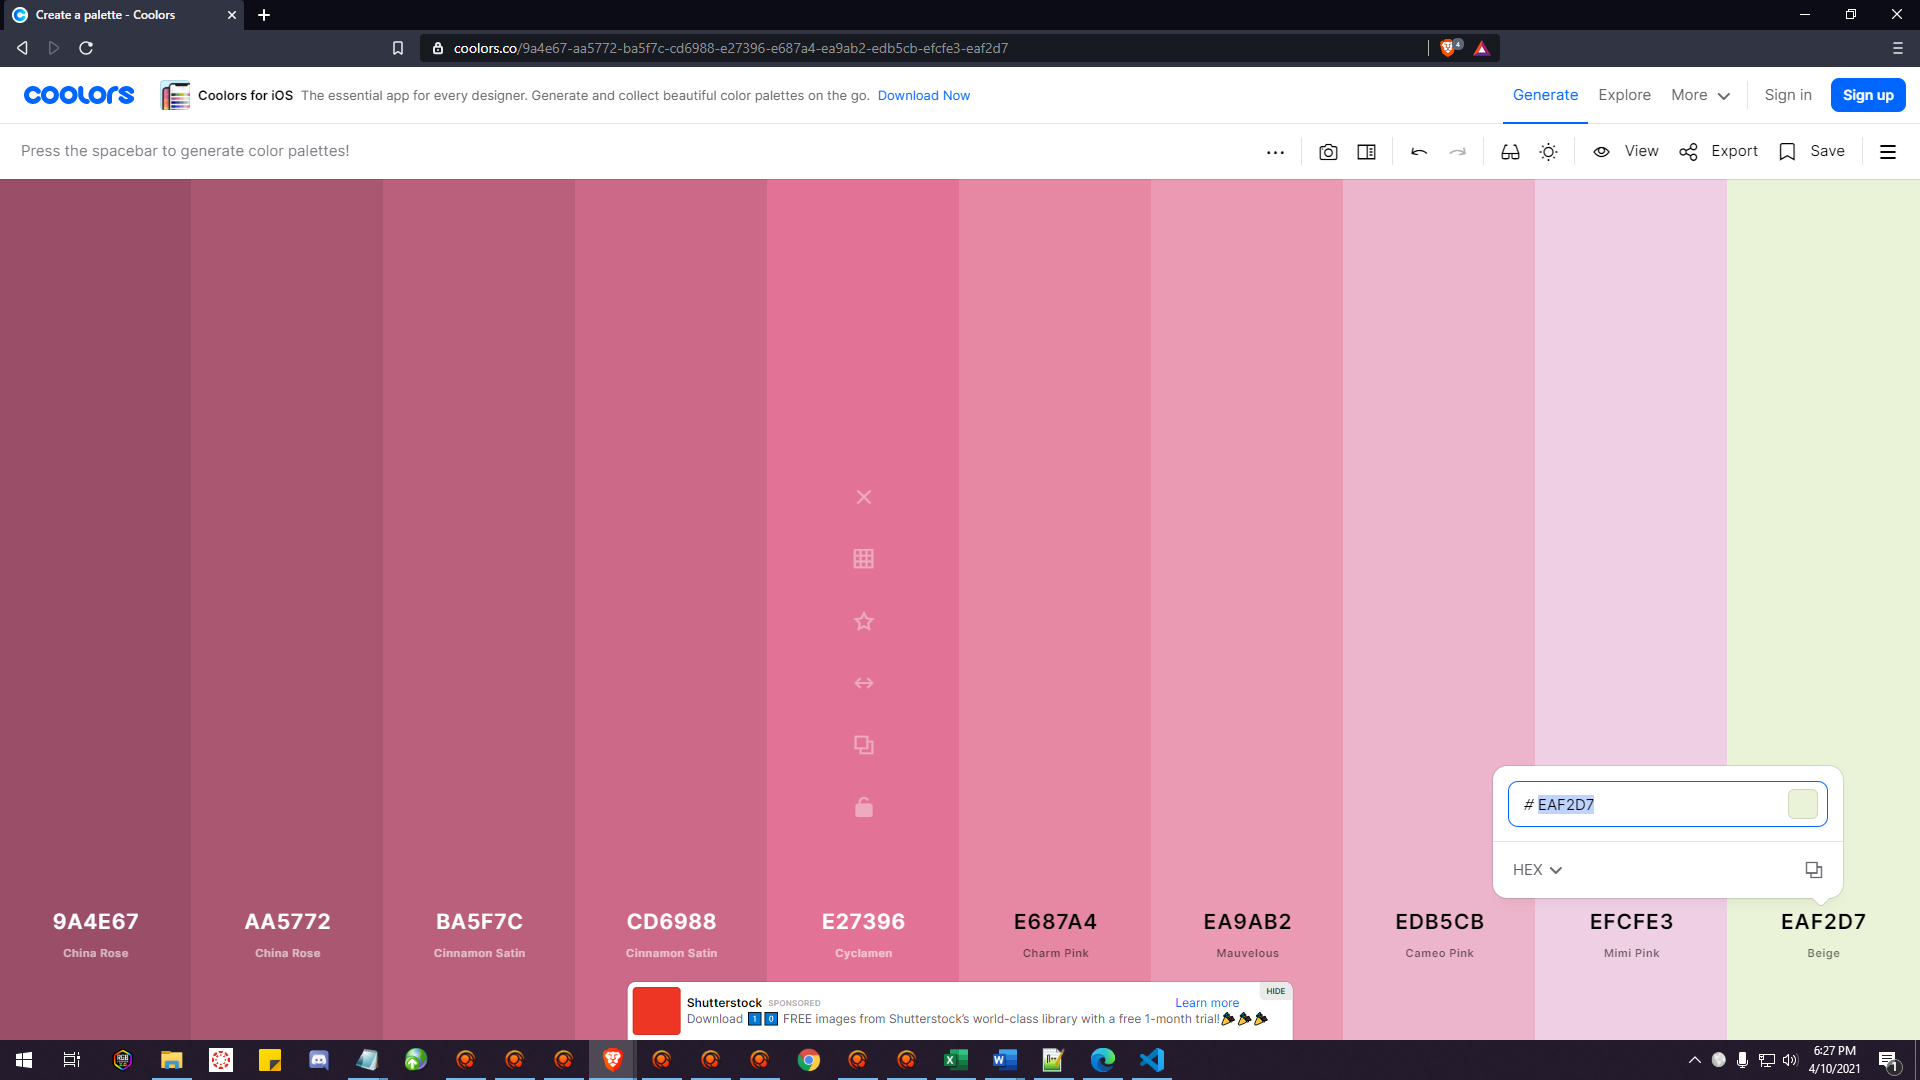 Create a palette - Coolors
coolors.co/9a4e67-aa5772-ba5f7c-cd6988-e27396-e687a4-ea9ab2-edb5cb-efcfe3-eaf2d7
4
coolors
Coolors for iOS The essential app for every designer. Generate and collect beautiful color palettes on the go. Download Now
Generate Explore More Sign in Sign up
Press the spacebar to generate color palettes!
View Export Save
# EAF2D7
HEX
9A4E67 AA5772 BA5F7C CD6988 E27396 E687A4 EA9AB2 EDB5CB EFCFE3 EAF2D7
China Rose China Rose Cinnamon Satin Cinnamon Satin Cyclamen Charm Pink Mauvelous Cameo Pink Mimi Pink Beige
HIDE
Shutterstock SPONSORED Learn more
Download 1 0 FREE images from Shutterstock's world-class library with a free 1-month trial!
6:27 PM
4/10/2021
1